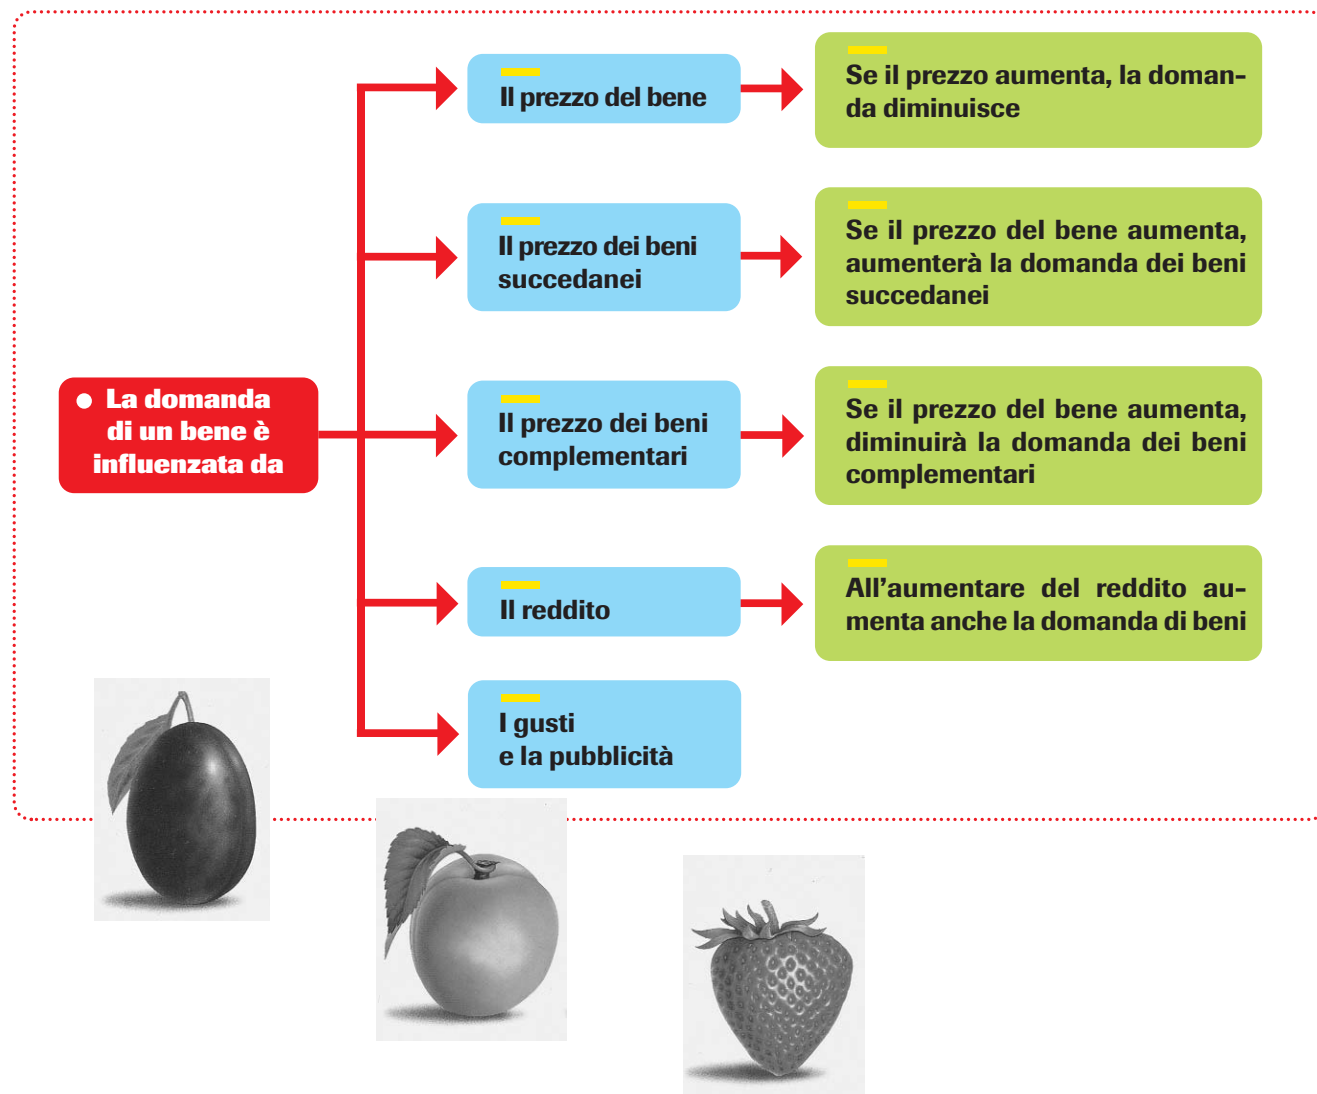 Il prezzo del bene
Se il prezzo aumenta, la doman-
da diminuisce
Il prezzo dei beni
succedanei
Se il prezzo del bene aumenta,
aumenterà la domanda dei beni
succedanei
● La domanda
di un bene è
influenzata da
Il prezzo dei beni
complementari
Se il prezzo del bene aumenta,
diminuirà la domanda dei beni
complementari
Il reddito
All'aumentare del reddito au-
menta anche la domanda di beni
I gusti
e la pubblicità